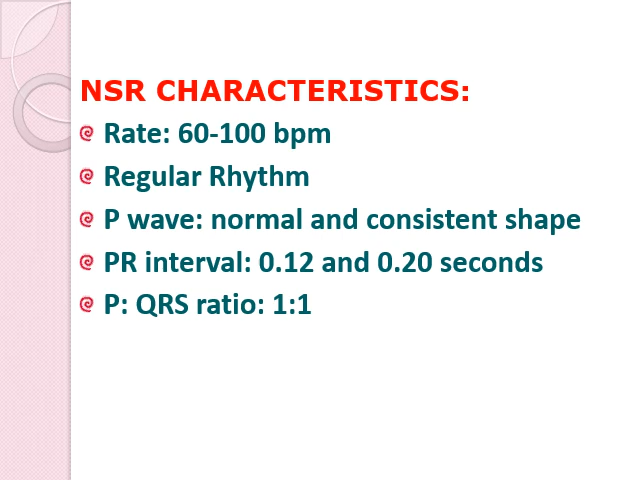 NSR CHARACTERISTICS:
Rate: 60-100 bpm
Regular Rhythm
P wave: normal and consistent shape
PR interval: 0.12 and 0.20 seconds
P: QRS ratio: 1:1